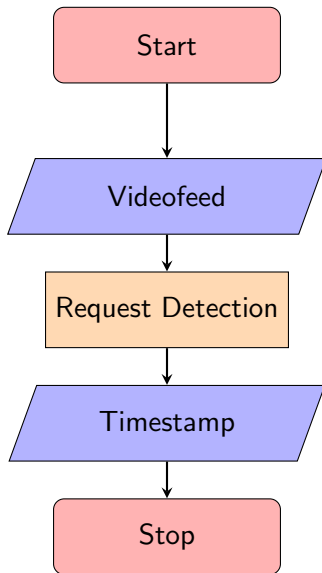 Start
Videofeed
Request Detection
Timestamp
Stop